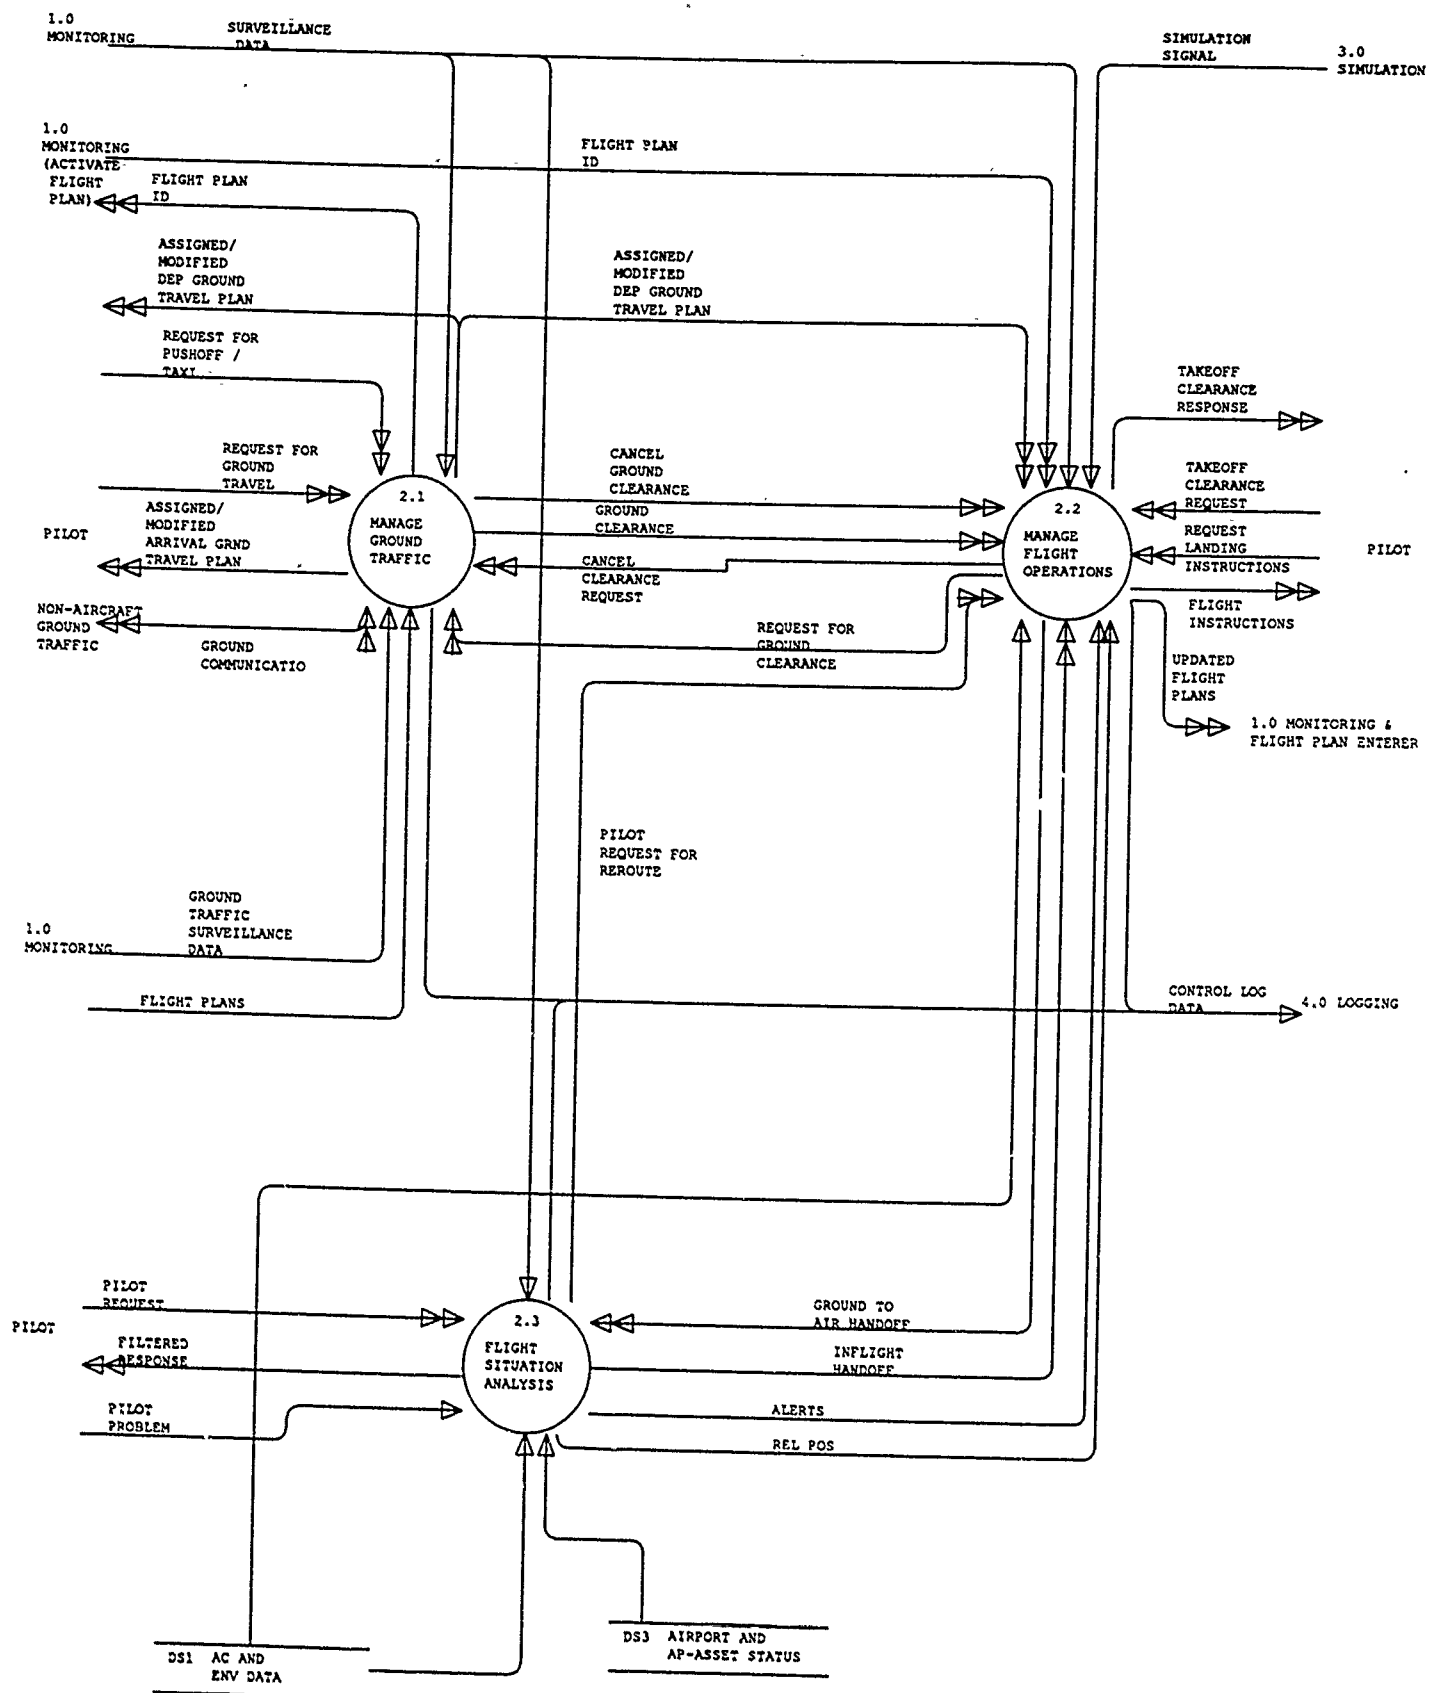 1.0
MONITORING
SURVEILLANCE
DATA
SIMULATION
SIGNAL
3.0
SIMULATION
1.0
MONITORING
(ACTIVATE
FLIGHT
PLAN)
FLIGHT PLAN
ID
FLIGHT PLAN
ID
ASSIGNED/
MODIFIED
DEP GROUND
TRAVEL PLAN
ASSIGNED/
MODIFIED
DEP GROUND
TRAVEL PLAN
REQUEST FOR
PUSHOFF /
TAXI
TAKEOFF
CLEARANCE
RESPONSE
REQUEST FOR
GROUND
TRAVEL
CANCEL
GROUND
CLEARANCE
GROUND
CLEARANCE
TAKEOFF
CLEARANCE
REQUEST
2.1
MANAGE
GROUND
TRAFFIC
2.2
MANAGE
FLIGHT
OPERATIONS
PILOT
ASSIGNED/
MODIFIED
ARRIVAL GRND
TRAVEL PLAN
REQUEST
LANDING
INSTRUCTIONS
PILOT
CANCEL
CLEARANCE
REQUEST
NON-AIRCRAFT
GROUND
TRAFFIC
GROUND
COMMUNICATIO
REQUEST FOR
GROUND
CLEARANCE
FLIGHT
INSTRUCTIONS
UPDATED
FLIGHT
PLANS
1.0 MONITORING &
FLIGHT PLAN ENTERER
PILOT
REQUEST FOR
REROUTE
1.0
MONITORING
GROUND
TRAFFIC
SURVEILLANCE
DATA
FLIGHT PLANS
CONTROL LOG
DATA
4.0 LOGGING
PILOT
REQUEST
PILOT
FILTERED
RESPONSE
PILOT
PROBLEM
2.3
FLIGHT
SITUATION
ANALYSIS
GROUND TO
AIR HANDOFF
INFLIGHT
HANDOFF
ALERTS
REL POS
DS1 AC AND
ENV DATA
DS3 AIRPORT AND
AP-ASSET STATUS